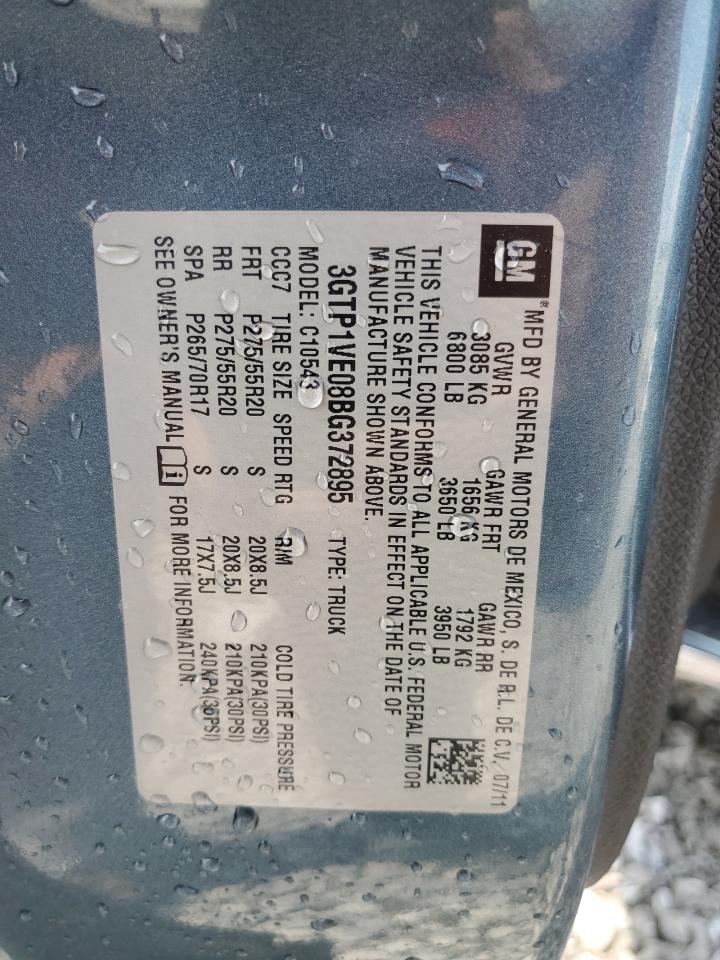 GM
® MFD BY GENERAL MOTORS DE MEXICO, S. DE R.L. DE C.V. 07/11
GVWR GAWR FRT GAWR RR
3085 KG 1656 KG 1792 KG
6800 LB 3650 LB 3950 LB
THIS VEHICLE CONFORMS TO ALL APPLICABLE U.S. FEDERAL MOTOR
VEHICLE SAFETY STANDARDS IN EFFECT ON THE DATE OF
MANUFACTURE SHOWN ABOVE.
3GTP1VE08BG372895 TYPE: TRUCK
MODEL: C10543
CCC7 TIRE SIZE SPEED RTG RIM COLD TIRE PRESSURE
FRT P275/55R20 S 20X8.5J 210KPA(30PSI)
RR P275/55R20 S 20X8.5J 210KPA(30PSI)
SPA P265/70R17 S 17X7.5J 240KPA(35PSI)
SEE OWNER'S MANUAL i FOR MORE INFORMATION.